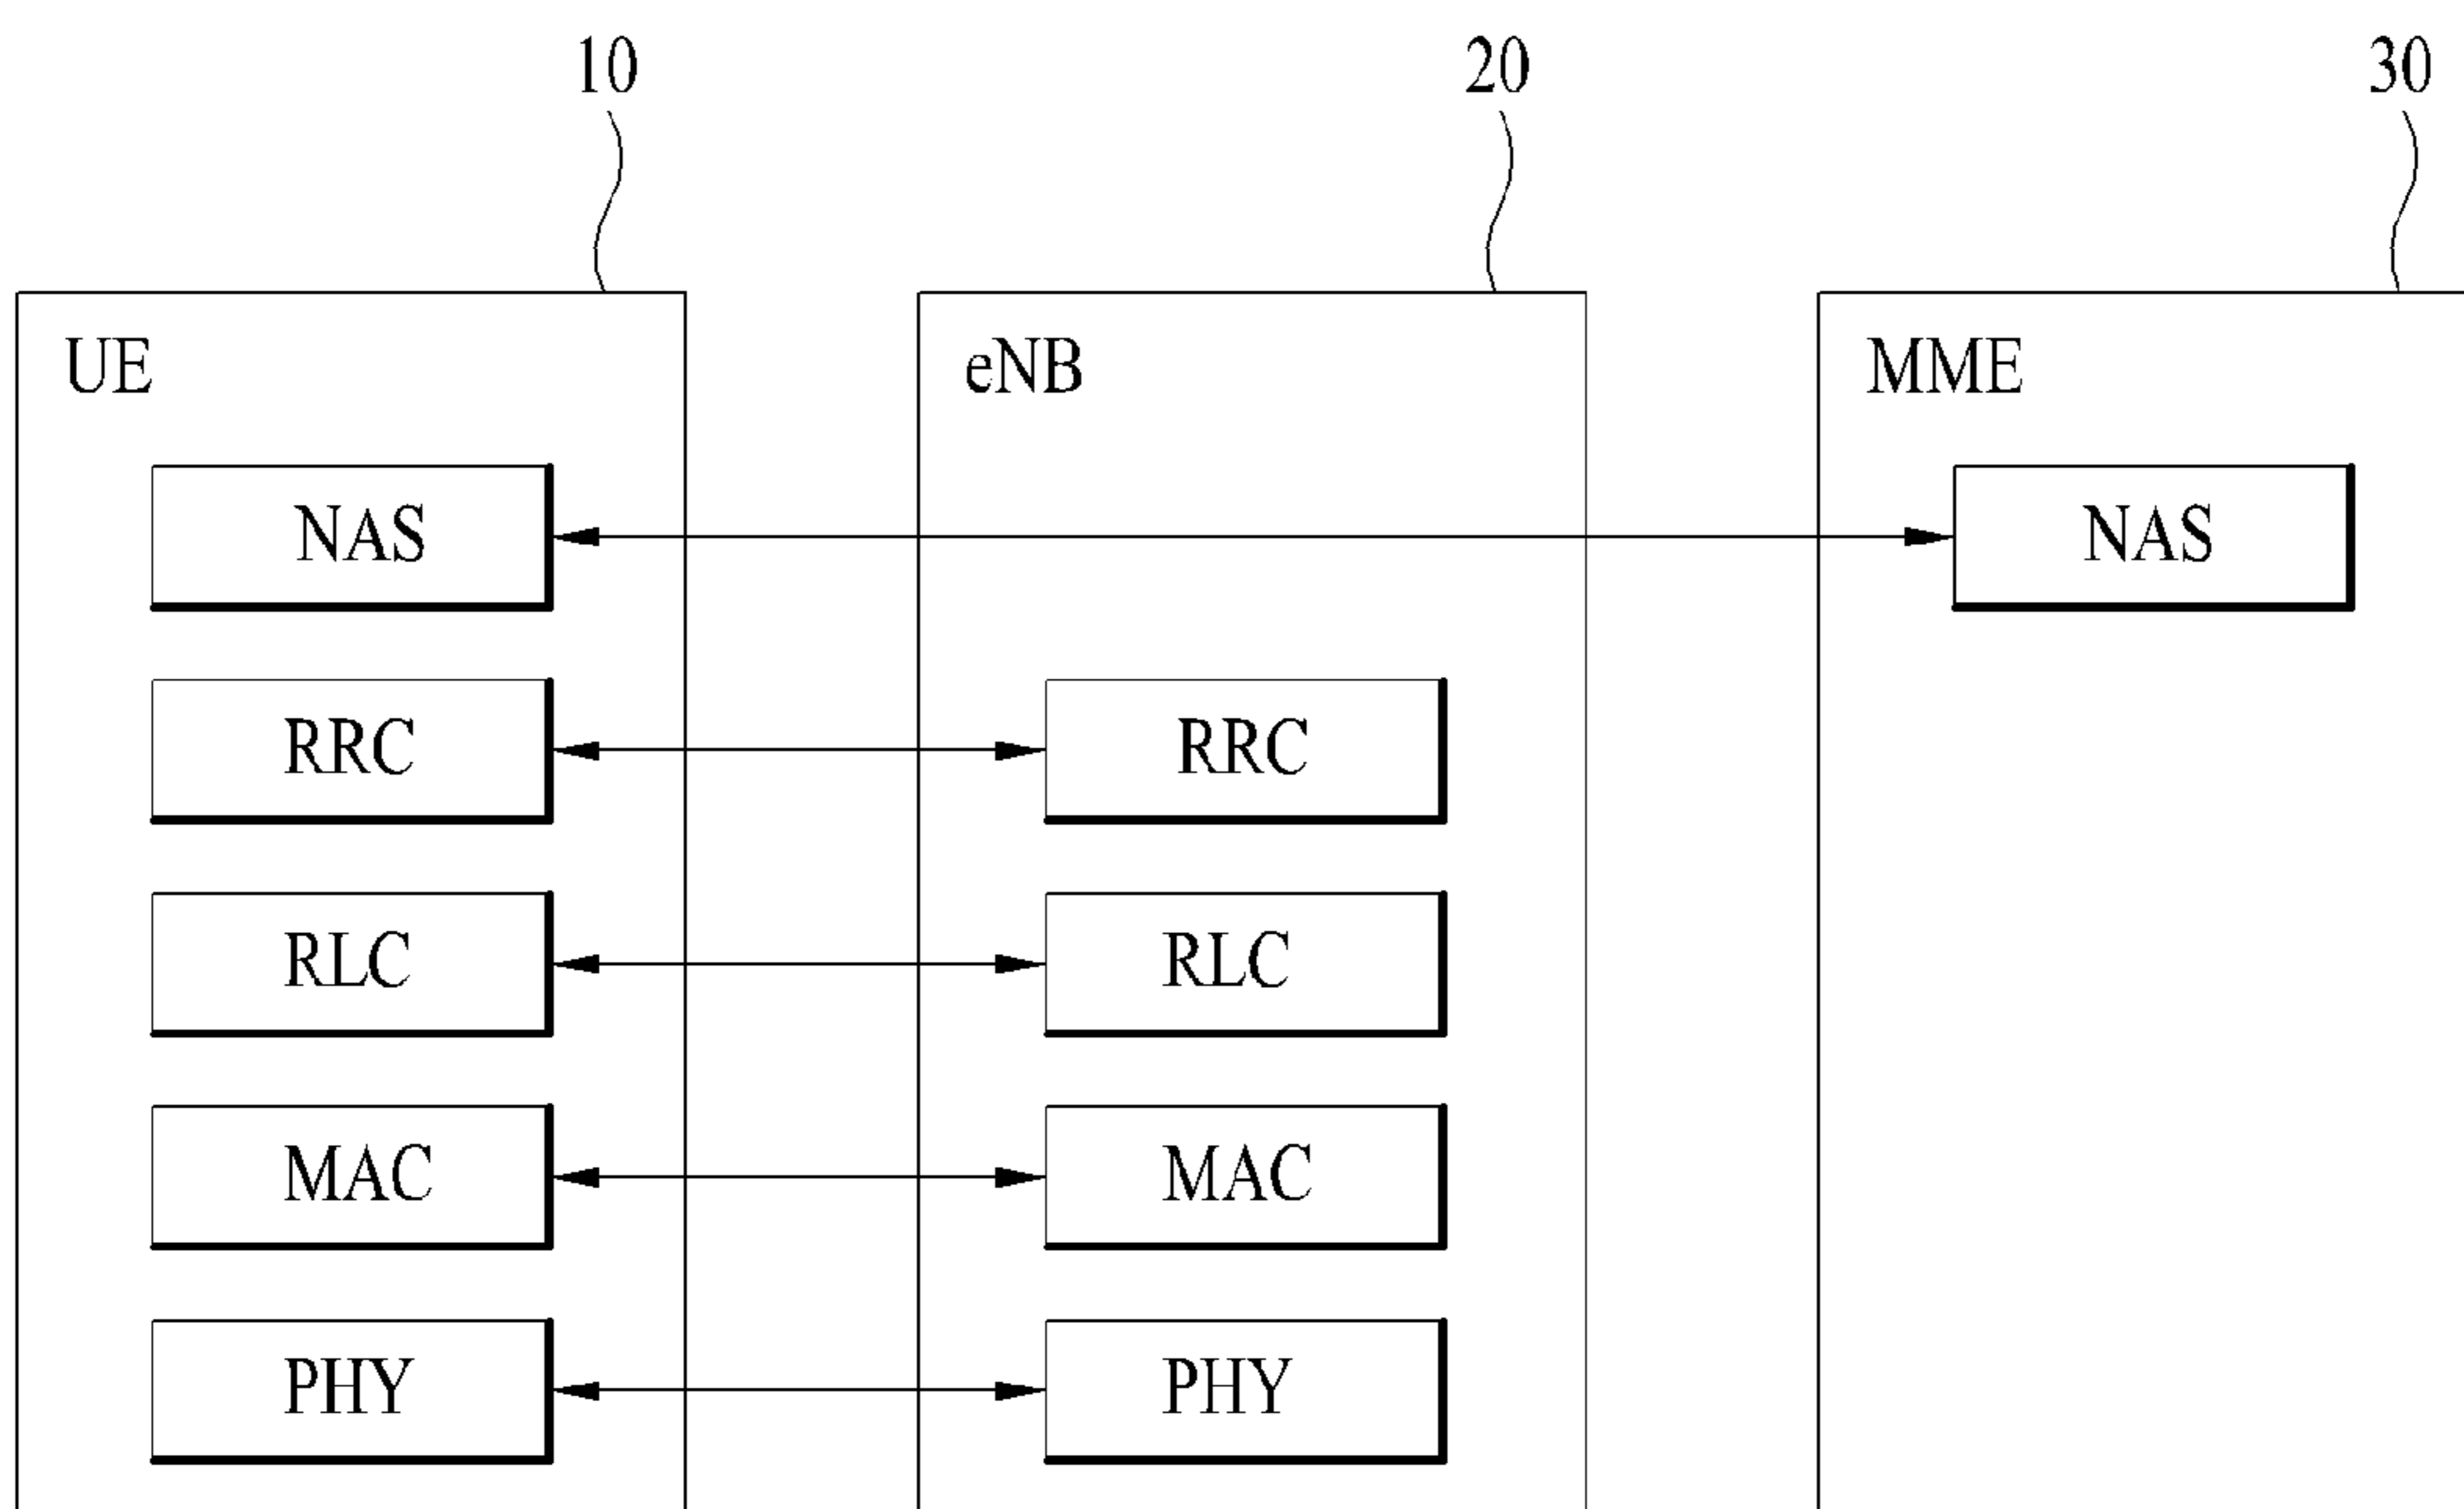 10 20 30
UE eNB MME
NAS NAS
RRC RRC
RLC RLC
MAC MAC
PHY PHY